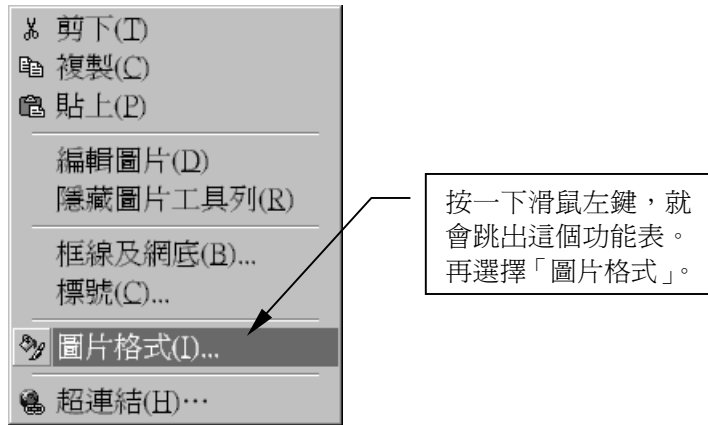 剪下(T)
複製(C)
貼上(P)
編輯圖片(D)
隱藏圖片工具列(R)
框線及網底(B)...
標號(C)...
圖片格式(I)...
超連結(H)…
按一下滑鼠左鍵，就
會跳出這個功能表。
再選擇「圖片格式」。